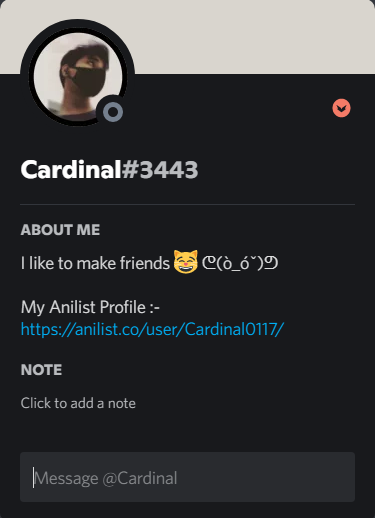 Cardinal#3443
ABOUT ME
I like to make friends 😹 ᕦ(ò_óˇ)ᕤ
My Anilist Profile :-
https://anilist.co/user/Cardinal0117/
NOTE
Click to add a note
Message @Cardinal